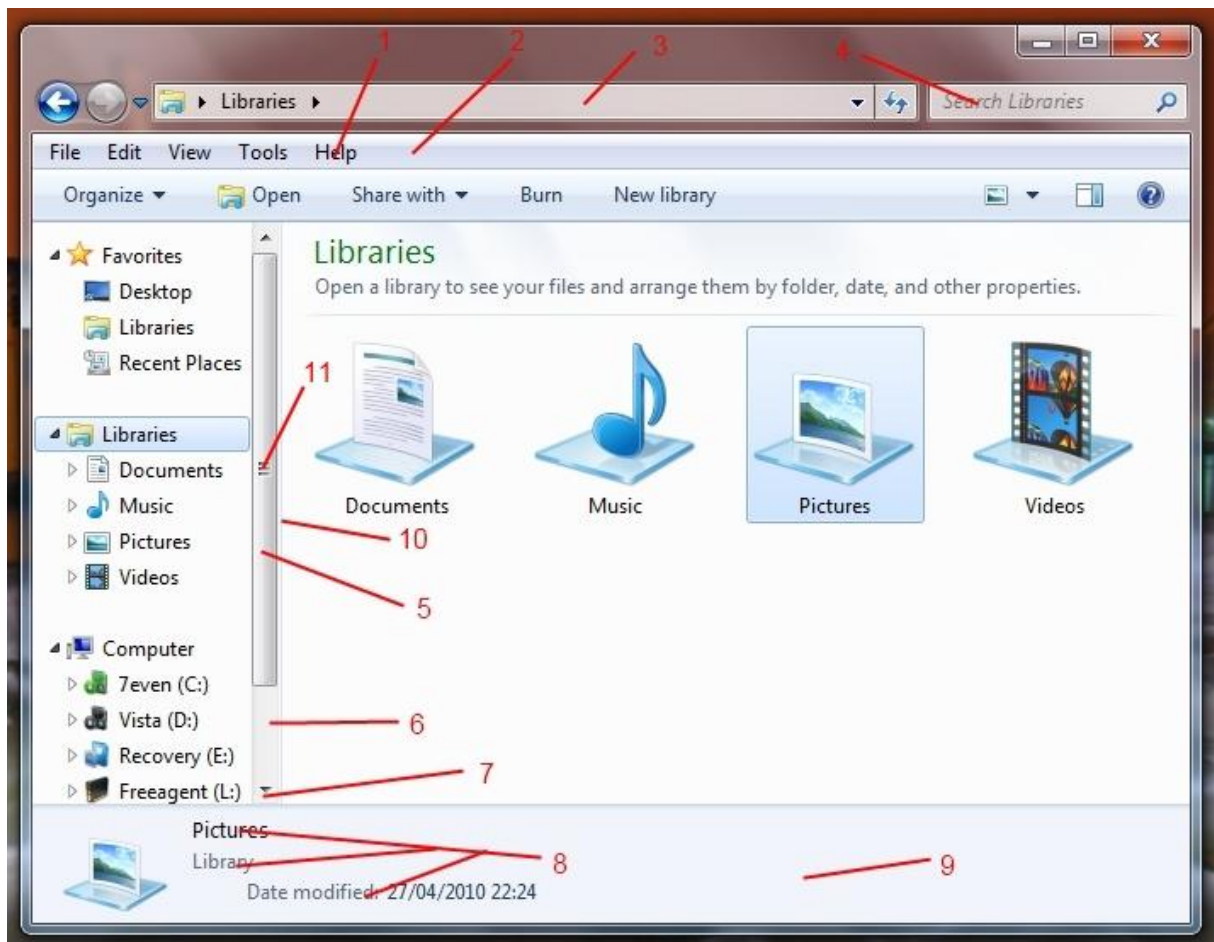 1 2 3 4
Libraries Search Libraries
File Edit View Tools Help
Organize Open Share with Burn New library
Favorites
Desktop
Libraries
Recent Places
Libraries
Documents
Music
Pictures
Videos
Computer
7even (C:)
Vista (D:)
Recovery (E:)
Freeagent (L:)
Libraries
Open a library to see your files and arrange them by folder, date, and other properties.
Documents Music Pictures Videos
11
10
5
6
7
Pictures
Library
Date modified: 27/04/2010 22:24
8
9